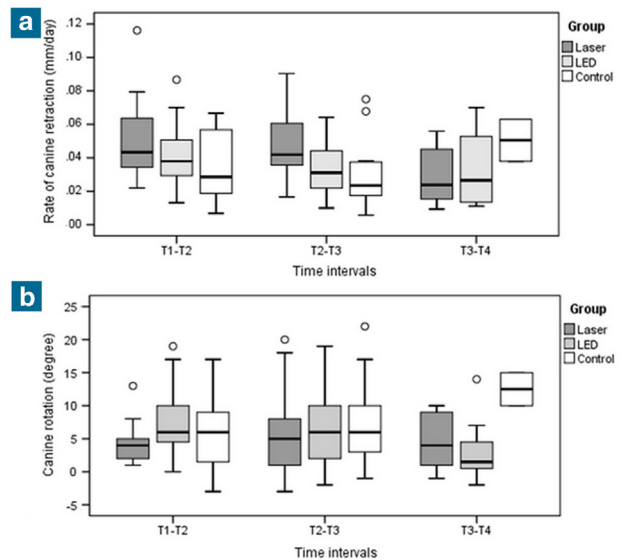 a
Rate of canine retraction (mm/day)
.12
.10
.08
.06
.04
.02
.00
T1-T2
T2-T3
T3-T4
Time intervals
Group
Laser
LED
Control
b
Canine rotation (degree)
25
20
15
10
5
0
-5
T1-T2
T2-T3
T3-T4
Time intervals
Group
Laser
LED
Control